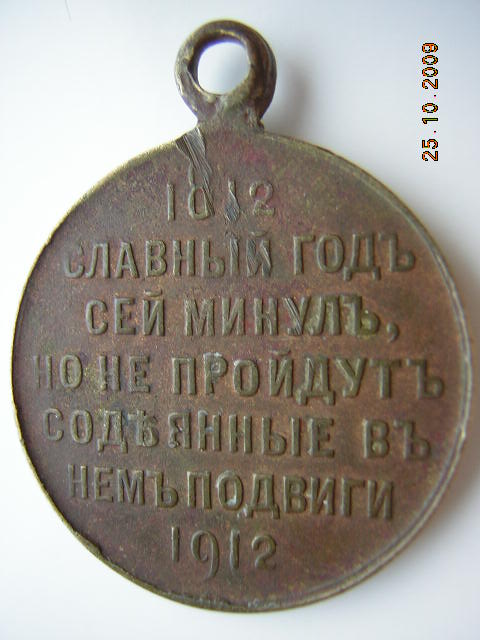 1812
СЛАВНЫЙ ГОДЪ
СЕЙ МИНУЛЪ,
НО НЕ ПРОЙДУТЪ
СОДѢЯННЫЕ ВЪ
НЕМЪ ПОДВИГИ
1912
25.10.2009